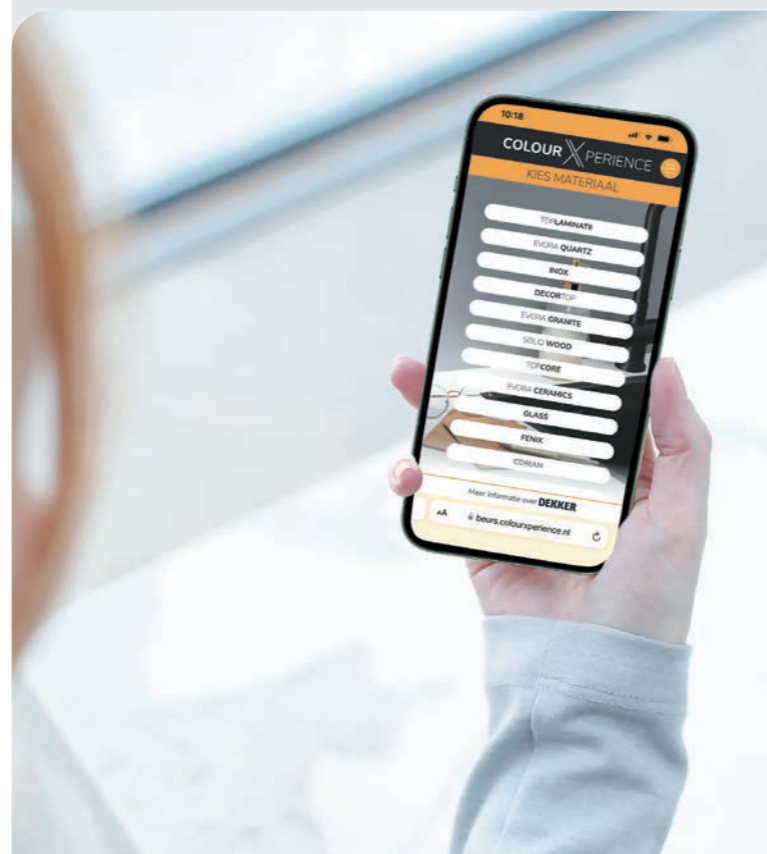 10:18
COLOUR XPERIENCE
KIES MATERIAAL
TOPLAMINATE
EVORA QUARTZ
INOX
DECORTOP
EVORA GRANITE
SOLID WOOD
TOPCORE
EVORA CERAMICS
GLASS
FENIX
CORIAN
Meer informatie over DEKKER
AA beurs.colourxperience.nl